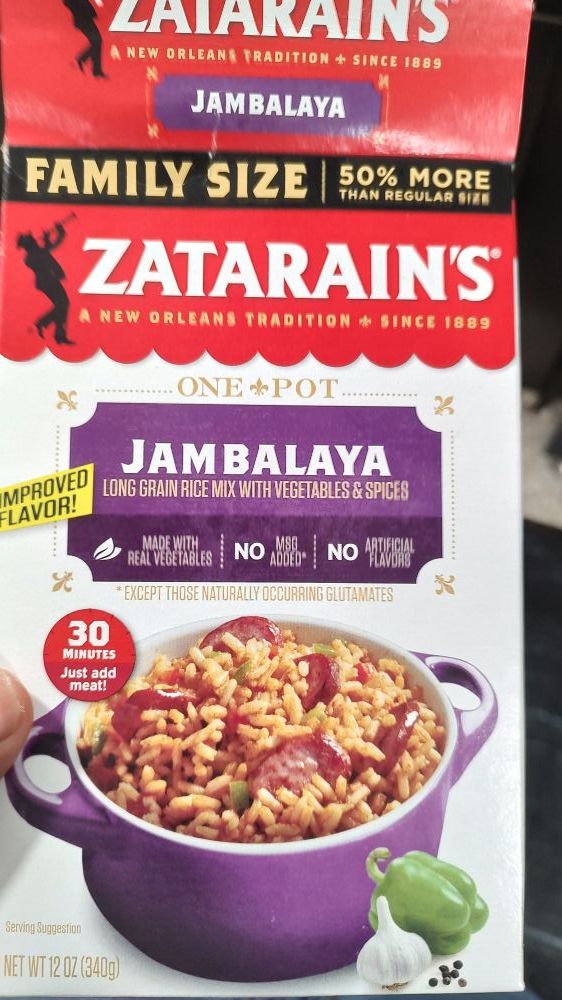 ZATARAIN'S
A NEW ORLEANS TRADITION SINCE 1889
JAMBALAYA
FAMILY SIZE
50% MORE
THAN REGULAR SIZE
ZATARAIN'S®
A NEW ORLEANS TRADITION SINCE 1889
ONE POT
JAMBALAYA
LONG GRAIN RICE MIX WITH VEGETABLES & SPICES
IMPROVED
FLAVOR!
MADE WITH
REAL VEGETABLES
NO MSG
ADDED*
NO ARTIFICIAL
FLAVORS
*EXCEPT THOSE NATURALLY OCCURRING GLUTAMATES
30
MINUTES
Just add
meat!
Serving Suggestion
NET WT 12 OZ (340g)